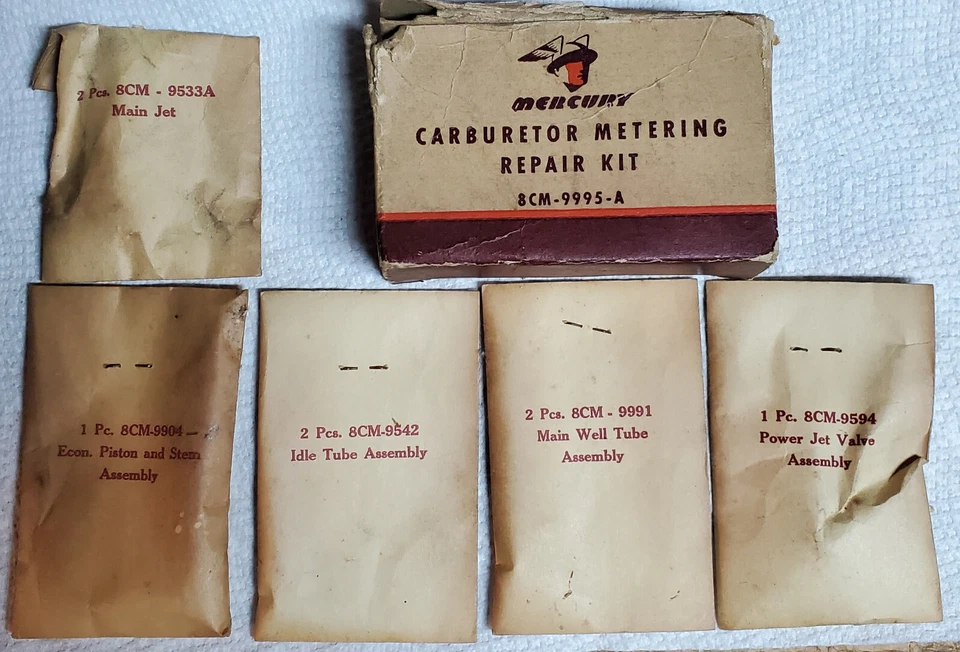 2 Pcs. 8CM - 9533A
Main Jet
MERCURY
CARBURETOR METERING
REPAIR KIT
8CM-9995-A
1 Pc. 8CM-9904
Econ. Piston and Stem
Assembly
2 Pcs. 8CM-9542
Idle Tube Assembly
2 Pcs. 8CM - 9991
Main Well Tube
Assembly
1 Pc. 8CM-9594
Power Jet Valve
Assembly